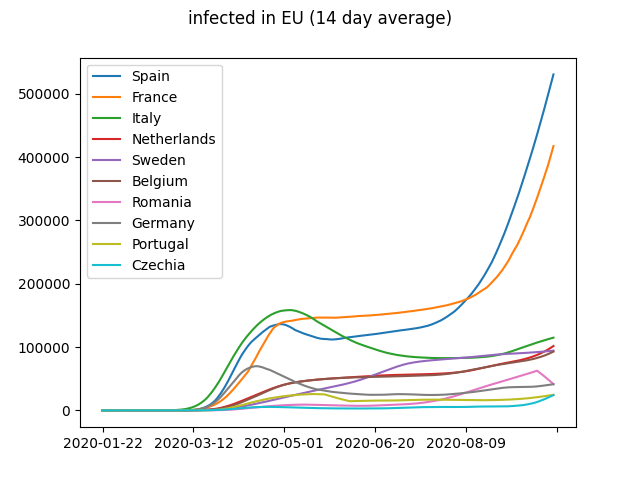 infected in EU (14 day average)
Spain
France
Italy
Netherlands
Sweden
Belgium
Romania
Germany
Portugal
Czechia
500000
400000
300000
200000
100000
0
2020-01-22 2020-03-12 2020-05-01 2020-06-20 2020-08-09